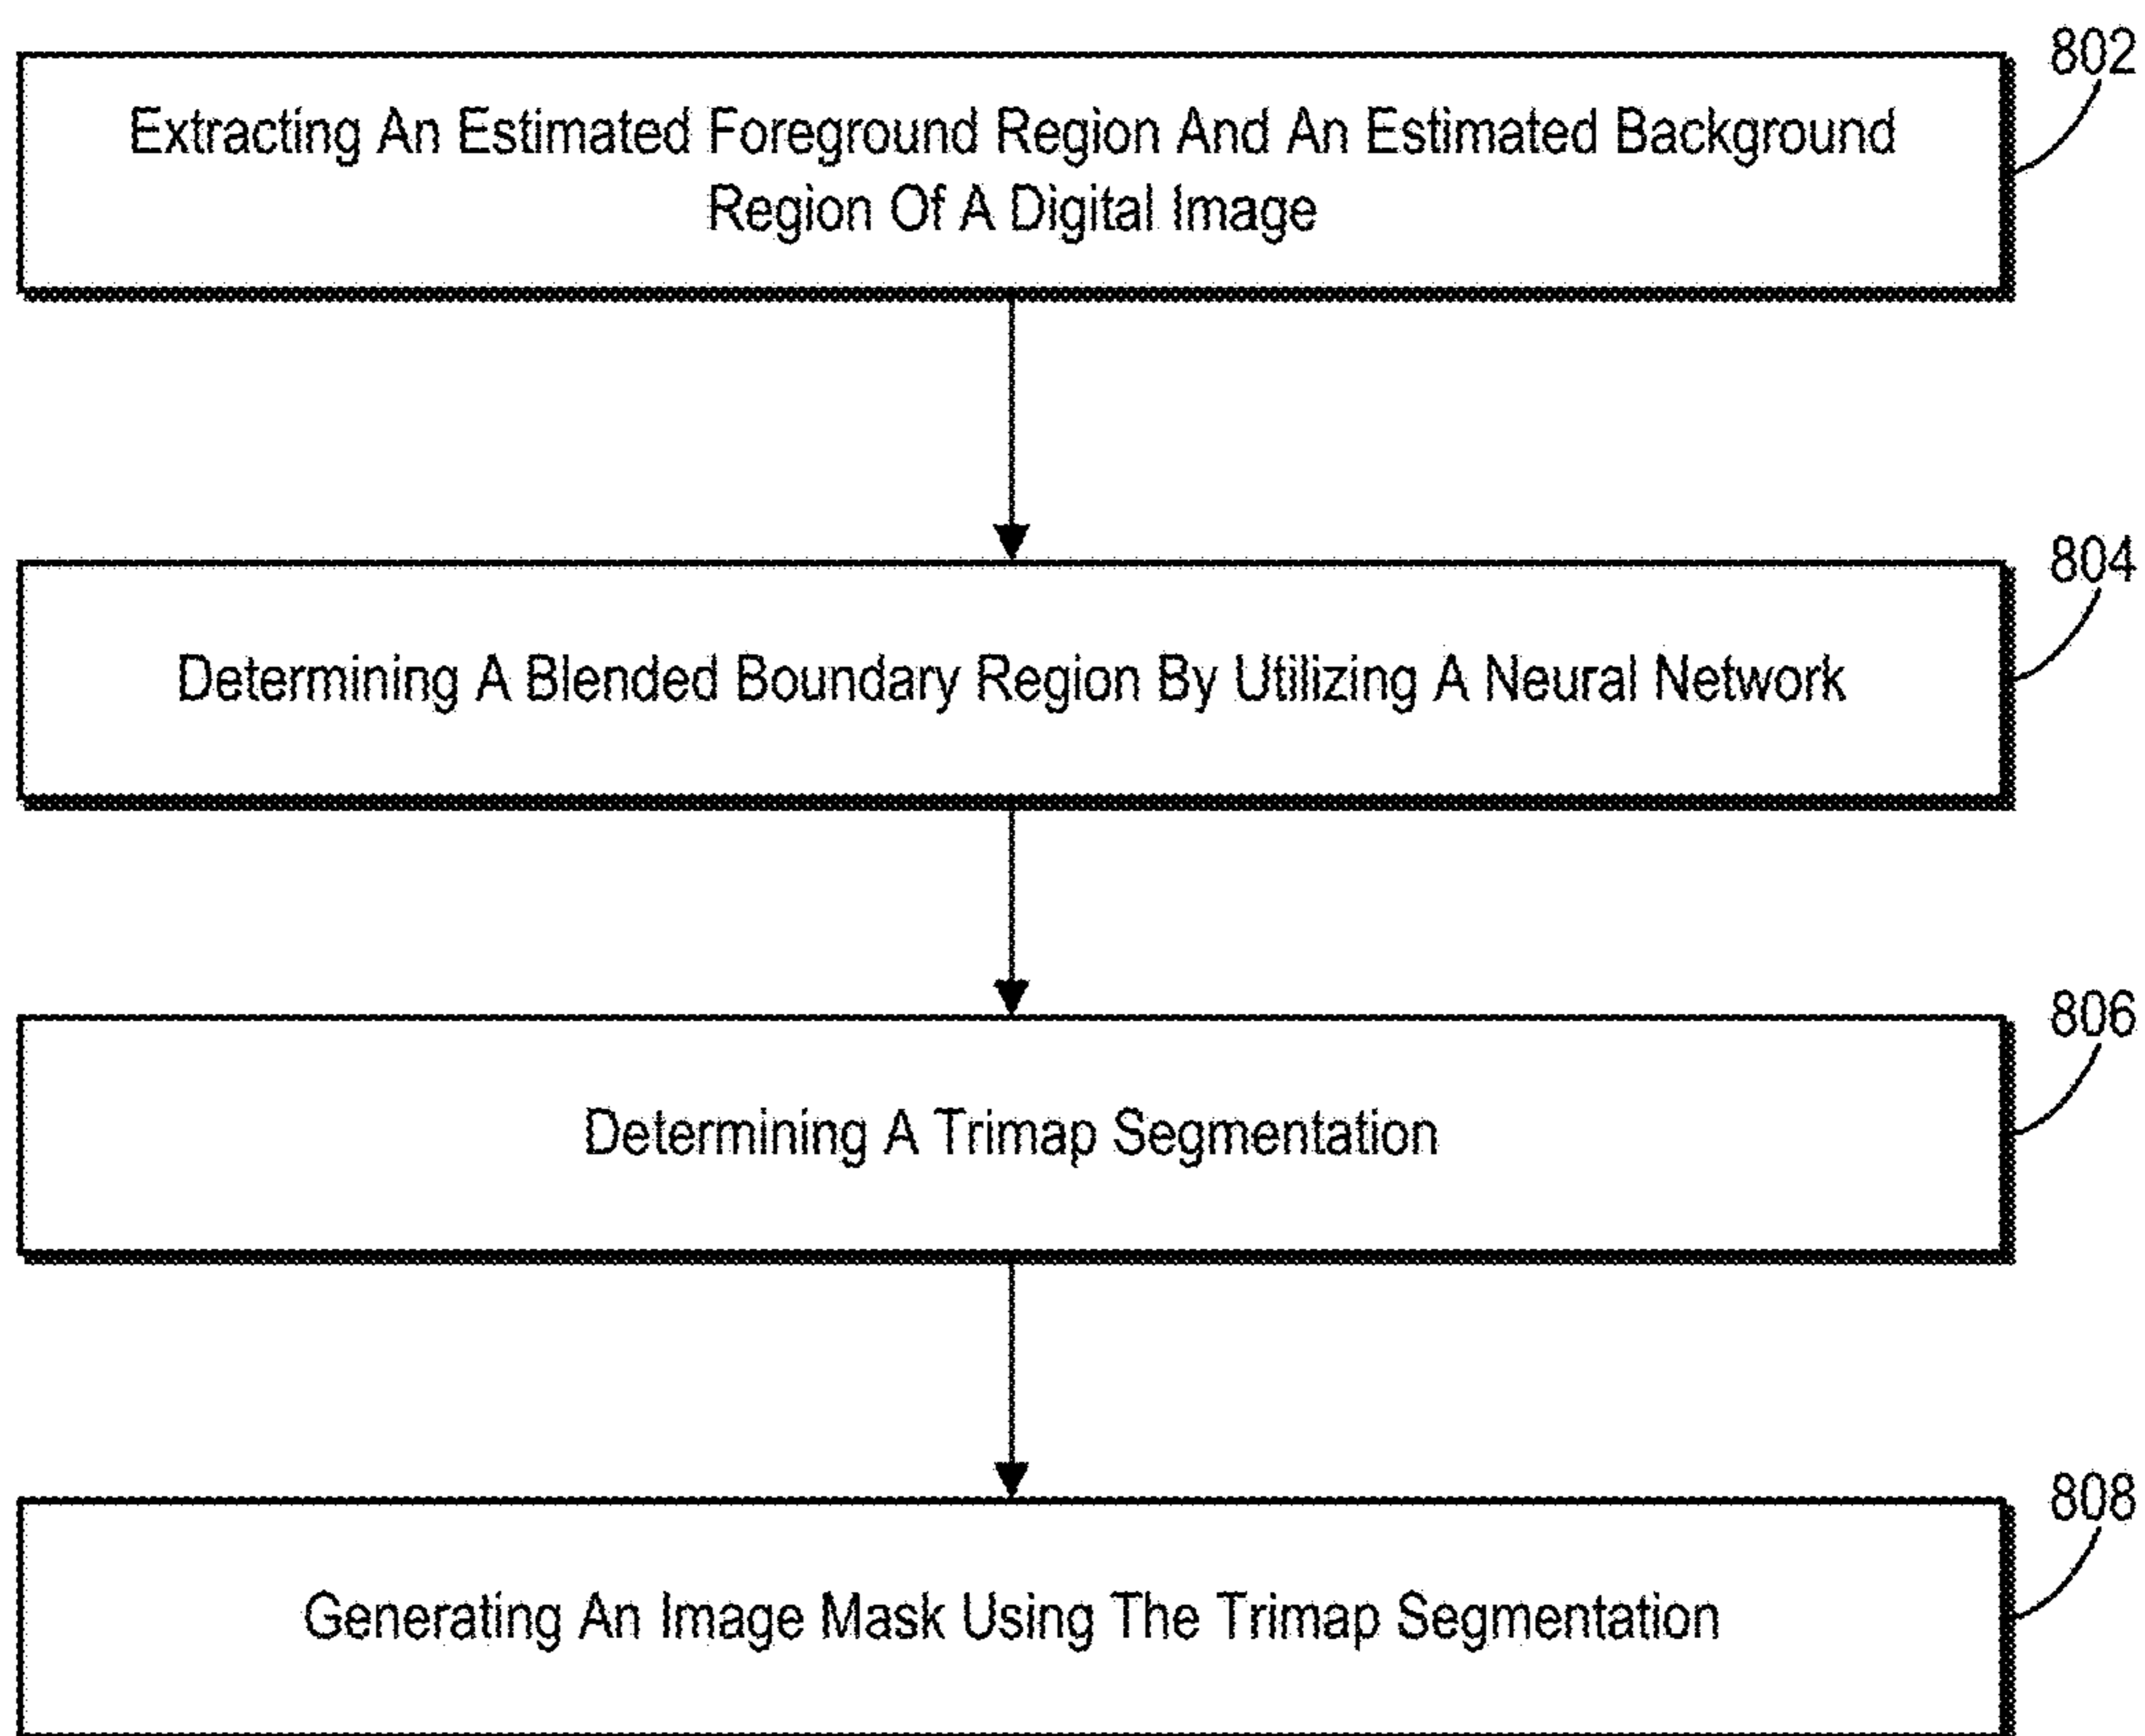 802
Extracting An Estimated Foreground Region And An Estimated Background
Region Of A Digital Image
804
Determining A Blended Boundary Region By Utilizing A Neural Network
806
Determining A Trimap Segmentation
808
Generating An Image Mask Using The Trimap Segmentation